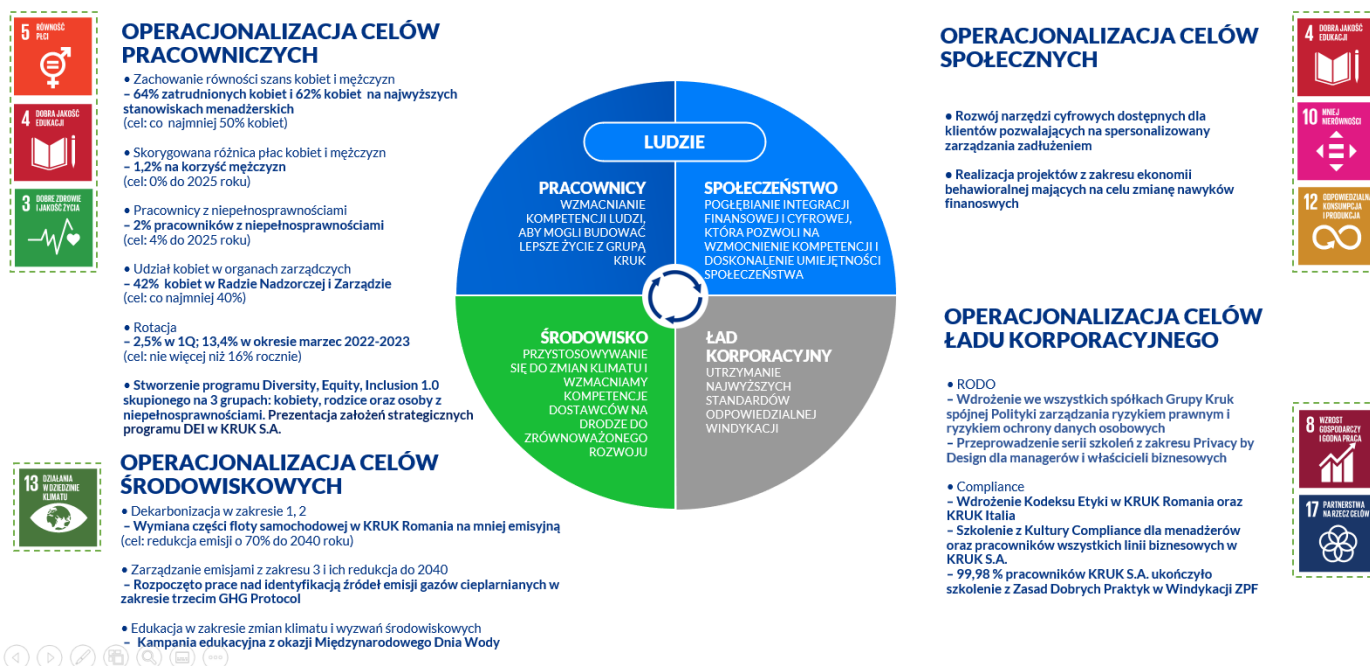 5 RÓWNOŚĆ
PŁCI
4 DOBRA JAKOŚĆ
EDUKACJI
3 DOBRE ZDROWIE
I JAKOŚĆ ŻYCIA
OPERACJONALIZACJA CELÓW
PRACOWNICZYCH
• Zachowanie równości szans kobiet i mężczyzn
– 64% zatrudnionych kobiet i 62% kobiet na najwyższych
stanowiskach menadżerskich
(cel: co najmniej 50% kobiet)
• Skorygowana różnica płac kobiet i mężczyzn
– 1,2% na korzyść mężczyzn
(cel: 0% do 2025 roku)
• Pracownicy z niepełnosprawnościami
– 2% pracowników z niepełnosprawnościami
(cel: 4% do 2025 roku)
• Udział kobiet w organach zarządczych
– 42% kobiet w Radzie Nadzorczej i Zarządzie
(cel: co najmniej 40%)
• Rotacja
– 2,5% w 1Q; 13,4% w okresie marzec 2022-2023
(cel: nie więcej niż 16% rocznie)
• Stworzenie programu Diversity, Equity, Inclusion 1.0
skupionego na 3 grupach: kobiety, rodzice oraz osoby z
niepełnosprawnościami. Prezentacja założeń strategicznych
programu DEI w KRUK S.A.
13 DZIAŁANIA
W DZIEDZINIE
KLIMATU
OPERACJONALIZACJA CELÓW
ŚRODOWISKOWYCH
• Dekarbonizacja w zakresie 1, 2
– Wymiana części floty samochodowej w KRUK Romania na mniej emisyjną
(cel: redukcja emisji o 70% do 2040 roku)
• Zarządzanie emisjami z zakresu 3 i ich redukcja do 2040
– Rozpoczęto prace nad identyfikacją źródeł emisji gazów cieplarnianych w
zakresie trzecim GHG Protocol
• Edukacja w zakresie zmian klimatu i wyzwań środowiskowych
– Kampania edukacyjna z okazji Międzynarodowego Dnia Wody
LUDZIE
PRACOWNICY
WZMACNIANIE
KOMPETENCJI LUDZI,
ABY MOGLI BUDOWAĆ
LEPSZE ŻYCIE Z GRUPĄ
KRUK
SPOŁECZEŃSTWO
POGŁĘBIANIE INTEGRACJI
FINANSOWEJ I CYFROWEJ,
KTÓRA POZWOLI NA
WZMOCNIENIE KOMPETENCJI I
DOSKONALENIE UMIEJĘTNOŚCI
SPOŁECZEŃSTWA
ŚRODOWISKO
PRZYSTOSOWYWANIE
SIĘ DO ZMIAN KLIMATU I
WZMACNIAMY
KOMPETENCJE
DOSTAWCÓW NA
DRODZE DO
ZRÓWNOWAŻONEGO
ROZWOJU
ŁAD
KORPORACYJNY
UTRZYMANIE
NAJWYŻSZYCH
STANDARDÓW
ODPOWIEDZIALNEJ
WINDYKACJI
OPERACJONALIZACJA CELÓW
SPOŁECZNYCH
• Rozwój narzędzi cyfrowych dostępnych dla
klientów pozwalających na spersonalizowany
zarządzania zadłużeniem
• Realizacja projektów z zakresu ekonomii
behawioralnej mających na celu zmianę nawyków
finanoswych
4 DOBRA JAKOŚĆ
EDUKACJI
10 MNIEJ
NIERÓWNOŚCI
12 ODPOWIEDZIALNA
KONSUMPCJA
I PRODUKCJA
OPERACJONALIZACJA CELÓW
ŁADU KORPORACYJNEGO
• RODO
– Wdrożenie we wszystkich spółkach Grupy Kruk
spójnej Polityki zarządzania ryzykiem prawnym i
ryzykiem ochrony danych osobowych
– Przeprowadzenie serii szkoleń z zakresu Privacy by
Design dla managerów i właścicieli biznesowych
• Compliance
– Wdrożenie Kodeksu Etyki w KRUK Romania oraz
KRUK Italia
– Szkolenie z Kultury Compliance dla menadżerów
oraz pracowników wszystkich linii biznesowych w
KRUK S.A.
– 99,98 % pracowników KRUK S.A. ukończyło
szkolenie z Zasad Dobrych Praktyk w Windykacji ZPF
8 WZROST
GOSPODARCZY
I GODNA PRACA
17 PARTNERSTWA
NA RZECZ CELÓW